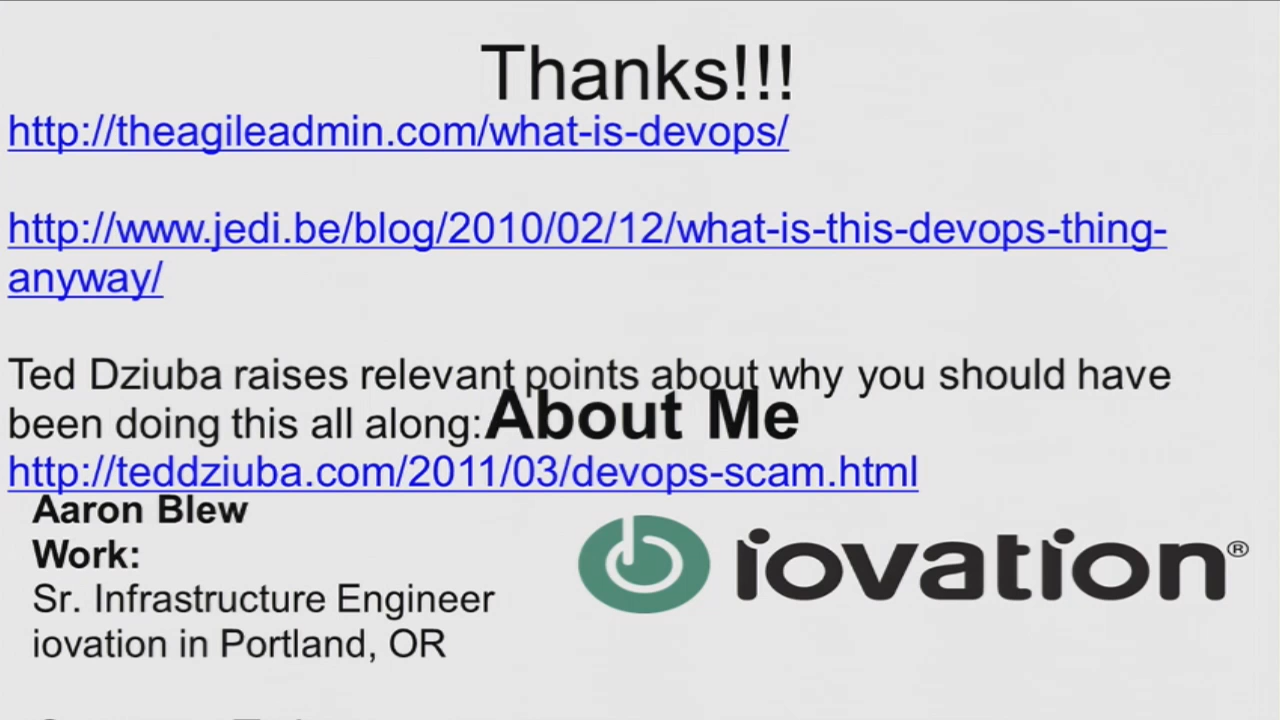 Thanks!!!
http://theagileadmin.com/what-is-devops/
http://www.jedi.be/blog/2010/02/12/what-is-this-devops-thing-
anyway/
Ted Dziuba raises relevant points about why you should have
been doing this all along:
About Me
http://teddziuba.com/2011/03/devops-scam.html
Aaron Blew
Work:
Sr. Infrastructure Engineer
iovation in Portland, OR
iovation®